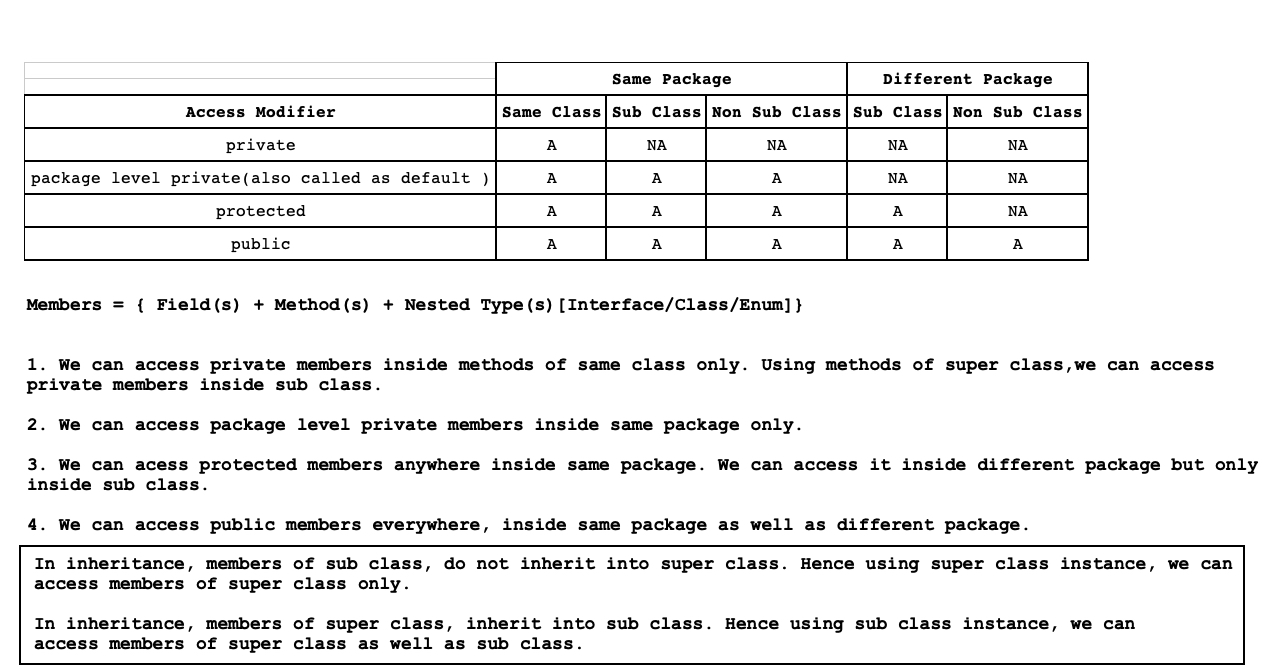 Same Package Different Package
Access Modifier Same Class Sub Class Non Sub Class Sub Class Non Sub Class
private A NA NA NA NA
package level private(also called as default ) A A A NA NA
protected A A A A NA
public A A A A A
Members = { Field(s) + Method(s) + Nested Type(s)[Interface/Class/Enum]}
1. We can access private members inside methods of same class only. Using methods of super class,we can access
private members inside sub class.
2. We can access package level private members inside same package only.
3. We can acess protected members anywhere inside same package. We can access it inside different package but only
inside sub class.
4. We can access public members everywhere, inside same package as well as different package.
In inheritance, members of sub class, do not inherit into super class. Hence using super class instance, we can
access members of super class only.
In inheritance, members of super class, inherit into sub class. Hence using sub class instance, we can
access members of super class as well as sub class.